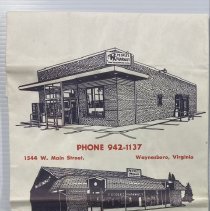 PHONE 942-1137
1544 W. Main Street, Waynesboro, Virginia